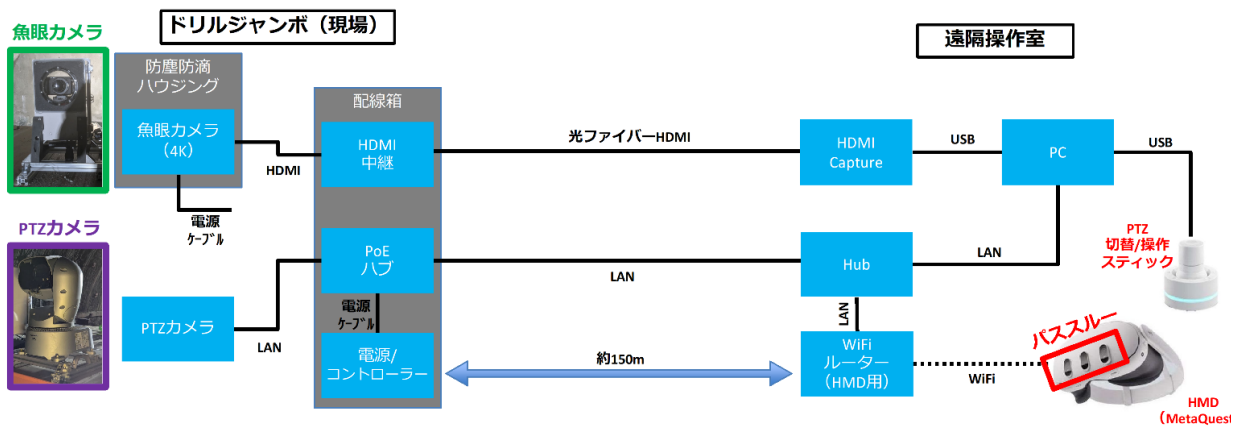 魚眼カメラ
ドリルジャンボ（現場）
遠隔操作室
防塵防滴
ハウジング
魚眼カメラ
（4K）
HDMI
電源
ｹｰﾌﾞﾙ
配線箱
HDMI
中継
光ファイバーHDMI
HDMI
Capture
USB
PC
USB
PTZカメラ
PTZカメラ
LAN
PoE
ハブ
電源
ｹｰﾌﾞﾙ
電源/
コントローラー
LAN
Hub
LAN
LAN
PTZ
切替/操作
スティック
約150m
WiFi
ルーター
（HMD用）
WiFi
パススルー
HMD
（MetaQuest